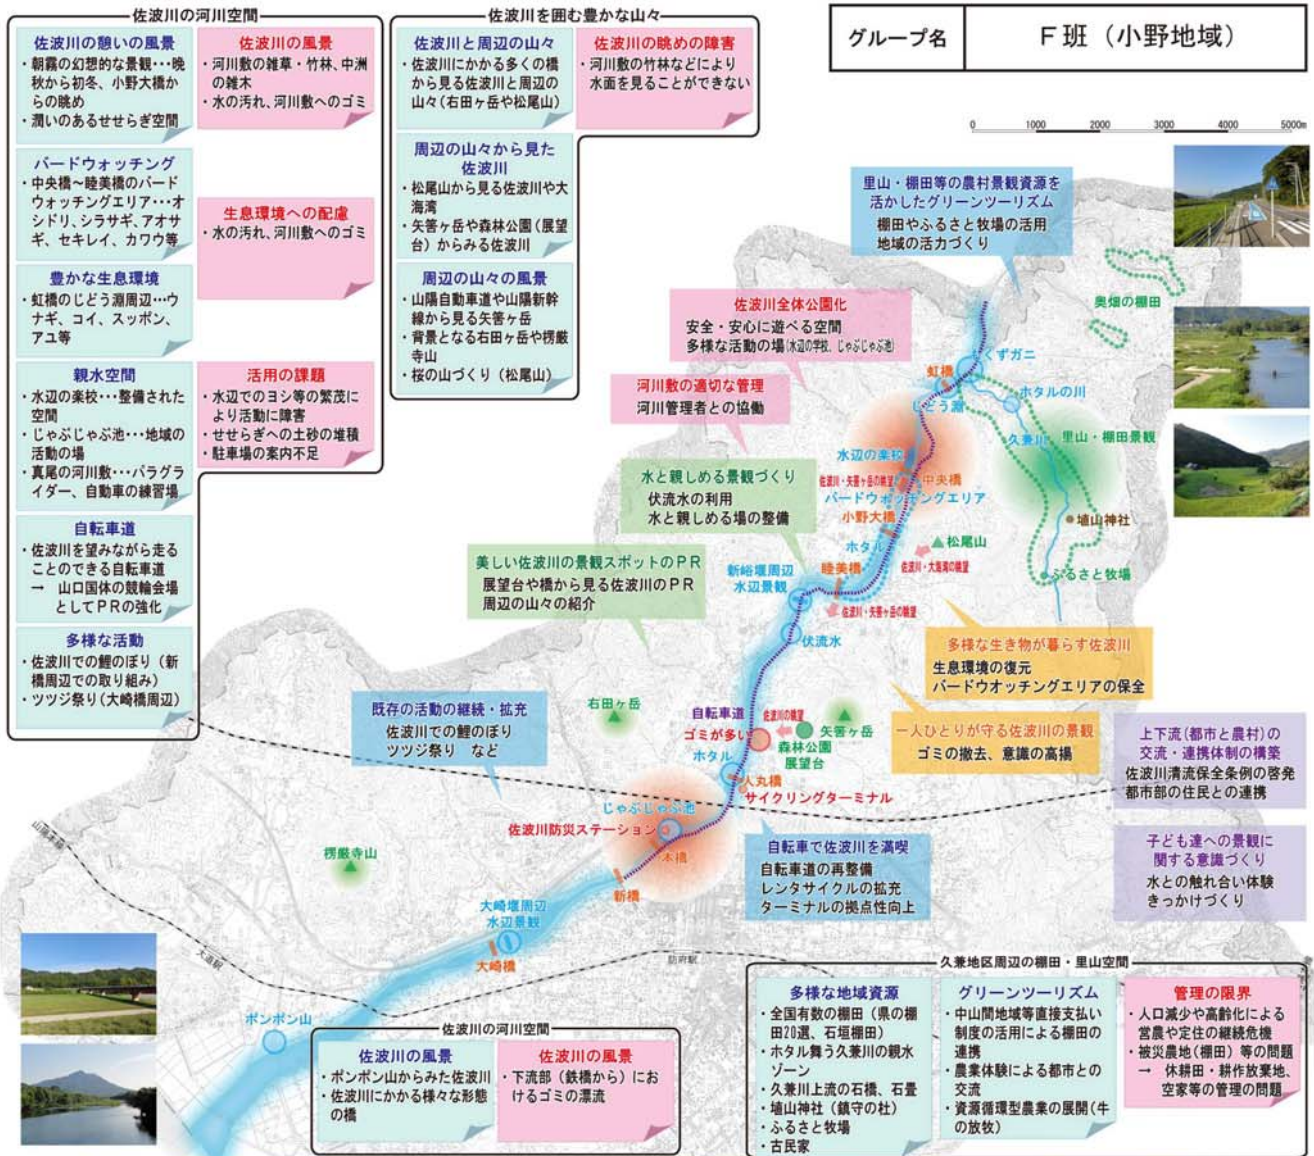 佐波川の河川空間
佐波川の憩いの風景
・朝霧の幻想的な景観・・・晩
秋から初冬、小野大橋か
らの眺め
・潤いのあるせせらぎ空間
佐波川の風景
・河川敷の雑草・竹林、中洲
の雑木
・水の汚れ、河川敷へのゴミ
バードウォッチング
・中央橋～睦美橋のバード
ウォッチングエリア・・・オ
シドリ、シラサギ、アオサ
ギ、セキレイ、カワウ等
生息環境への配慮
・水の汚れ、河川敷へのゴミ
豊かな生息環境
・虹橋のじどう淵周辺・・・ウ
ナギ、コイ、スッポン、
アユ等
親水空間
・水辺の楽校・・・整備された
空間
・じゃぶじゃぶ池・・・地域の
活動の場
・真尾の河川敷・・・パラグラ
イダー、自動車の練習場
活用の課題
・水辺でのヨシ等の繁茂に
より活動に障害
・せせらぎへの土砂の堆積
・駐車場の案内不足
自転車道
・佐波川を望みながら走る
ことのできる自転車道
→ 山口国体の競輪会場
としてPRの強化
多様な活動
・佐波川での鯉のぼり（新
橋周辺での取り組み）
・ツツジ祭り（大崎橋周辺）
佐波川を囲む豊かな山々
佐波川と周辺の山々
・佐波川にかかる多くの橋
から見る佐波川と周辺の
山々（右田ヶ岳や松尾山）
佐波川の眺めの障害
・河川敷の竹林などにより
水面を見ることができない
周辺の山々から見た
佐波川
・松尾山から見る佐波川や大
海湾
・矢筈ヶ岳や森林公園（展望
台）からみる佐波川
周辺の山々の風景
・山陽自動車道や山陽新幹
線から見る矢筈ヶ岳
・背景となる右田ヶ岳や楞厳
寺山
・桜の山づくり（松尾山）
グループ名
F班（小野地域）
0 1000 2000 3000 4000 5000m
里山・棚田等の農村景観資源を
活かしたグリーンツーリズム
棚田やふるさと牧場の活用
地域の活力づくり
佐波川全体公園化
安全・安心に遊べる空間
多様な活動の場（水辺の学校、じゃぶじゃぶ池）
河川敷の適切な管理
河川管理者との協働
水と親しめる景観づくり
伏流水の利用
水と親しめる場の整備
美しい佐波川の景観スポットのPR
展望台や橋から見る佐波川のPR
周辺の山々の紹介
既存の活動の継続・拡充
佐波川での鯉のぼり
ツツジ祭り など
奥畑の棚田
くずガニ
虹橋
ホタルの川
じどう淵
久兼川
里山・棚田景観
水辺の楽校
佐波川・矢筈ヶ岳の眺望
中央橋
バードウォッチングエリア
小野大橋
埴山神社
ホタル
松尾山
佐波川・大海湾の眺望
新峪堰周辺
水辺景観
睦美橋
ふるさと牧場
佐波川・矢筈ヶ岳の眺望
伏流水
多様な生き物が暮らす佐波川
生息環境の復元
バードウオッチングエリアの保全
右田ヶ岳
自転車道
佐波川の眺望
ゴミが多い
矢筈ヶ岳
森林公園
展望台
一人ひとりが守る佐波川の景観
ゴミの撤去、意識の高揚
上下流（都市と農村）の
交流・連携体制の構築
佐波川清流保全条例の啓発
都市部の住民との連携
ホタル
人丸橋
サイクリングターミナル
じゃぶじゃぶ池
佐波川防災ステーション
本橋
自転車で佐波川を満喫
自転車道の再整備
レンタサイクルの拡充
ターミナルの拠点性向上
子ども達への景観に
関する意識づくり
水との触れ合い体験
きっかけづくり
山陽本線
楞厳寺山
新橋
大崎堰周辺
水辺景観
大崎橋
大道駅
防府駅
ポンポン山
佐波川の河川空間
佐波川の風景
・ポンポン山からみた佐波川
・佐波川にかかる様々な形態
の橋
佐波川の風景
・下流部（鉄橋から）にお
けるゴミの漂流
久兼地区周辺の棚田・里山空間
多様な地域資源
・全国有数の棚田（県の棚
田20選、石垣棚田）
・ホタル舞う久兼川の親水
ゾーン
・久兼川上流の石橋、石畳
・埴山神社（鎮守の杜）
・ふるさと牧場
・古民家
グリーンツーリズム
・中山間地域等直接支払い
制度の活用による棚田の
連携
・農業体験による都市との
交流
・資源循環型農業の展開（牛
の放牧）
管理の限界
・人口減少や高齢化による
営農や定住の継続危機
・被災農地（棚田）等の問題
→ 休耕田・耕作放棄地、
空家等の管理の問題